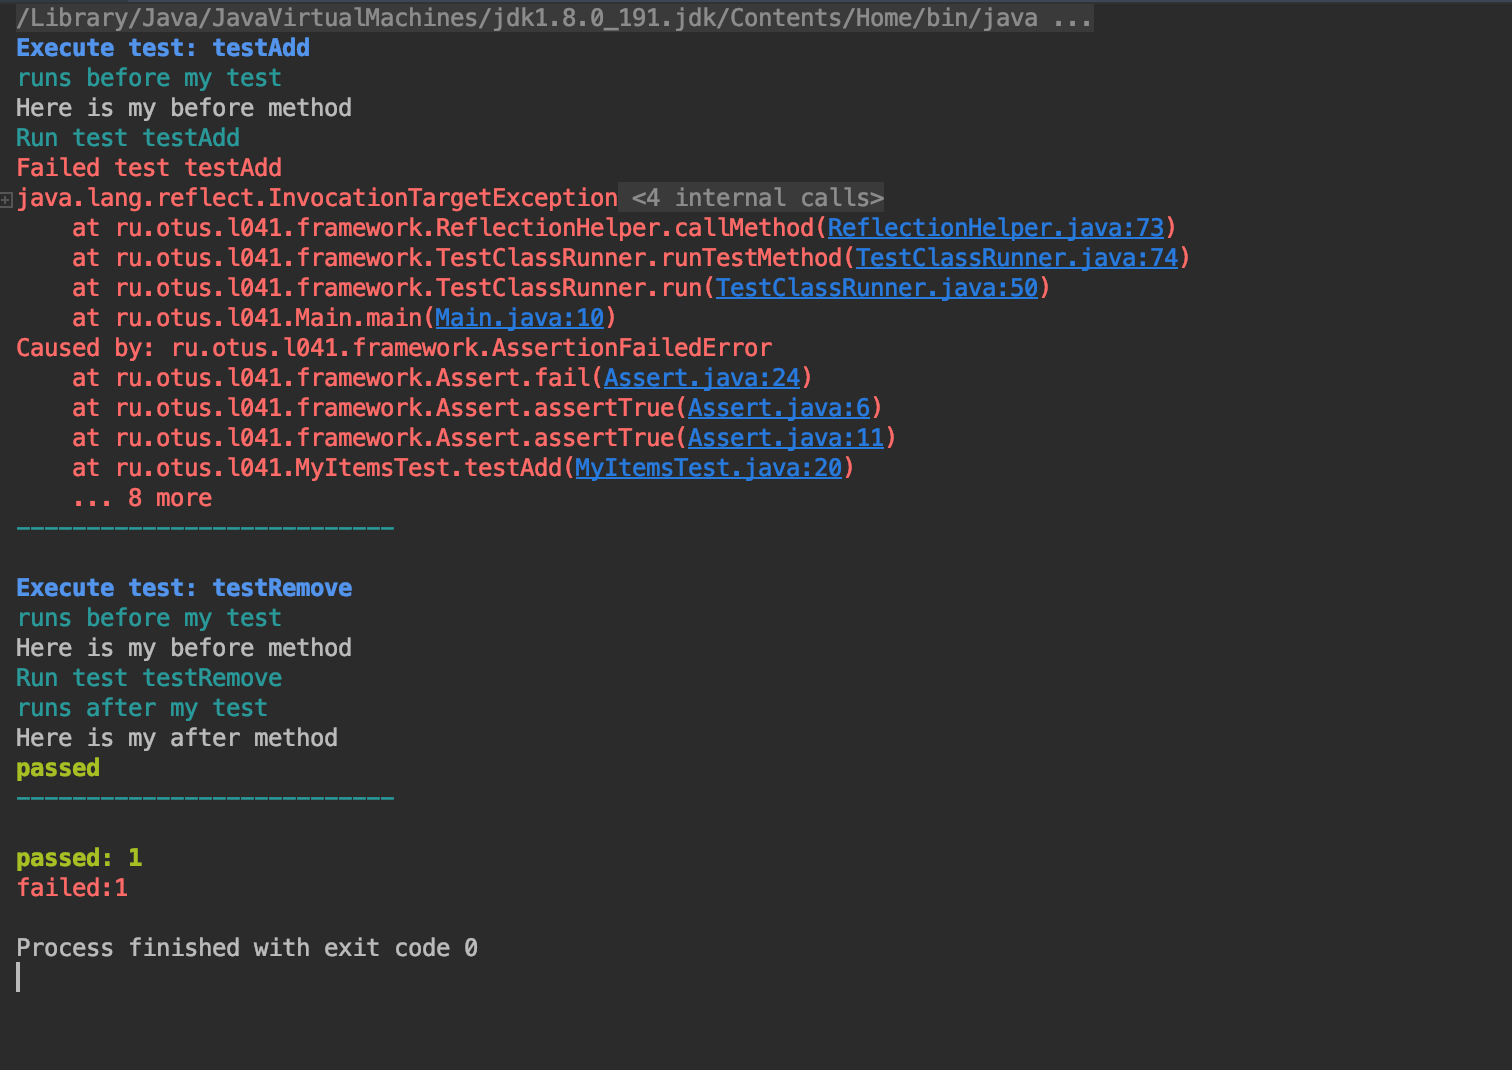 /Library/Java/JavaVirtualMachines/jdk1.8.0_191.jdk/Contents/Home/bin/java ...
Execute test: testAdd
runs before my test
Here is my before method
Run test testAdd
Failed test testAdd
java.lang.reflect.InvocationTargetException <4 internal calls>
    at ru.otus.l041.framework.ReflectionHelper.callMethod(ReflectionHelper.java:73)
    at ru.otus.l041.framework.TestClassRunner.runTestMethod(TestClassRunner.java:74)
    at ru.otus.l041.framework.TestClassRunner.run(TestClassRunner.java:50)
    at ru.otus.l041.Main.main(Main.java:10)
Caused by: ru.otus.l041.framework.AssertionFailedError
    at ru.otus.l041.framework.Assert.fail(Assert.java:24)
    at ru.otus.l041.framework.Assert.assertTrue(Assert.java:6)
    at ru.otus.l041.framework.Assert.assertTrue(Assert.java:11)
    at ru.otus.l041.MyItemsTest.testAdd(MyItemsTest.java:20)
    ... 8 more
---------------------------
Execute test: testRemove
runs before my test
Here is my before method
Run test testRemove
runs after my test
Here is my after method
passed
---------------------------
passed: 1
failed:1
Process finished with exit code 0